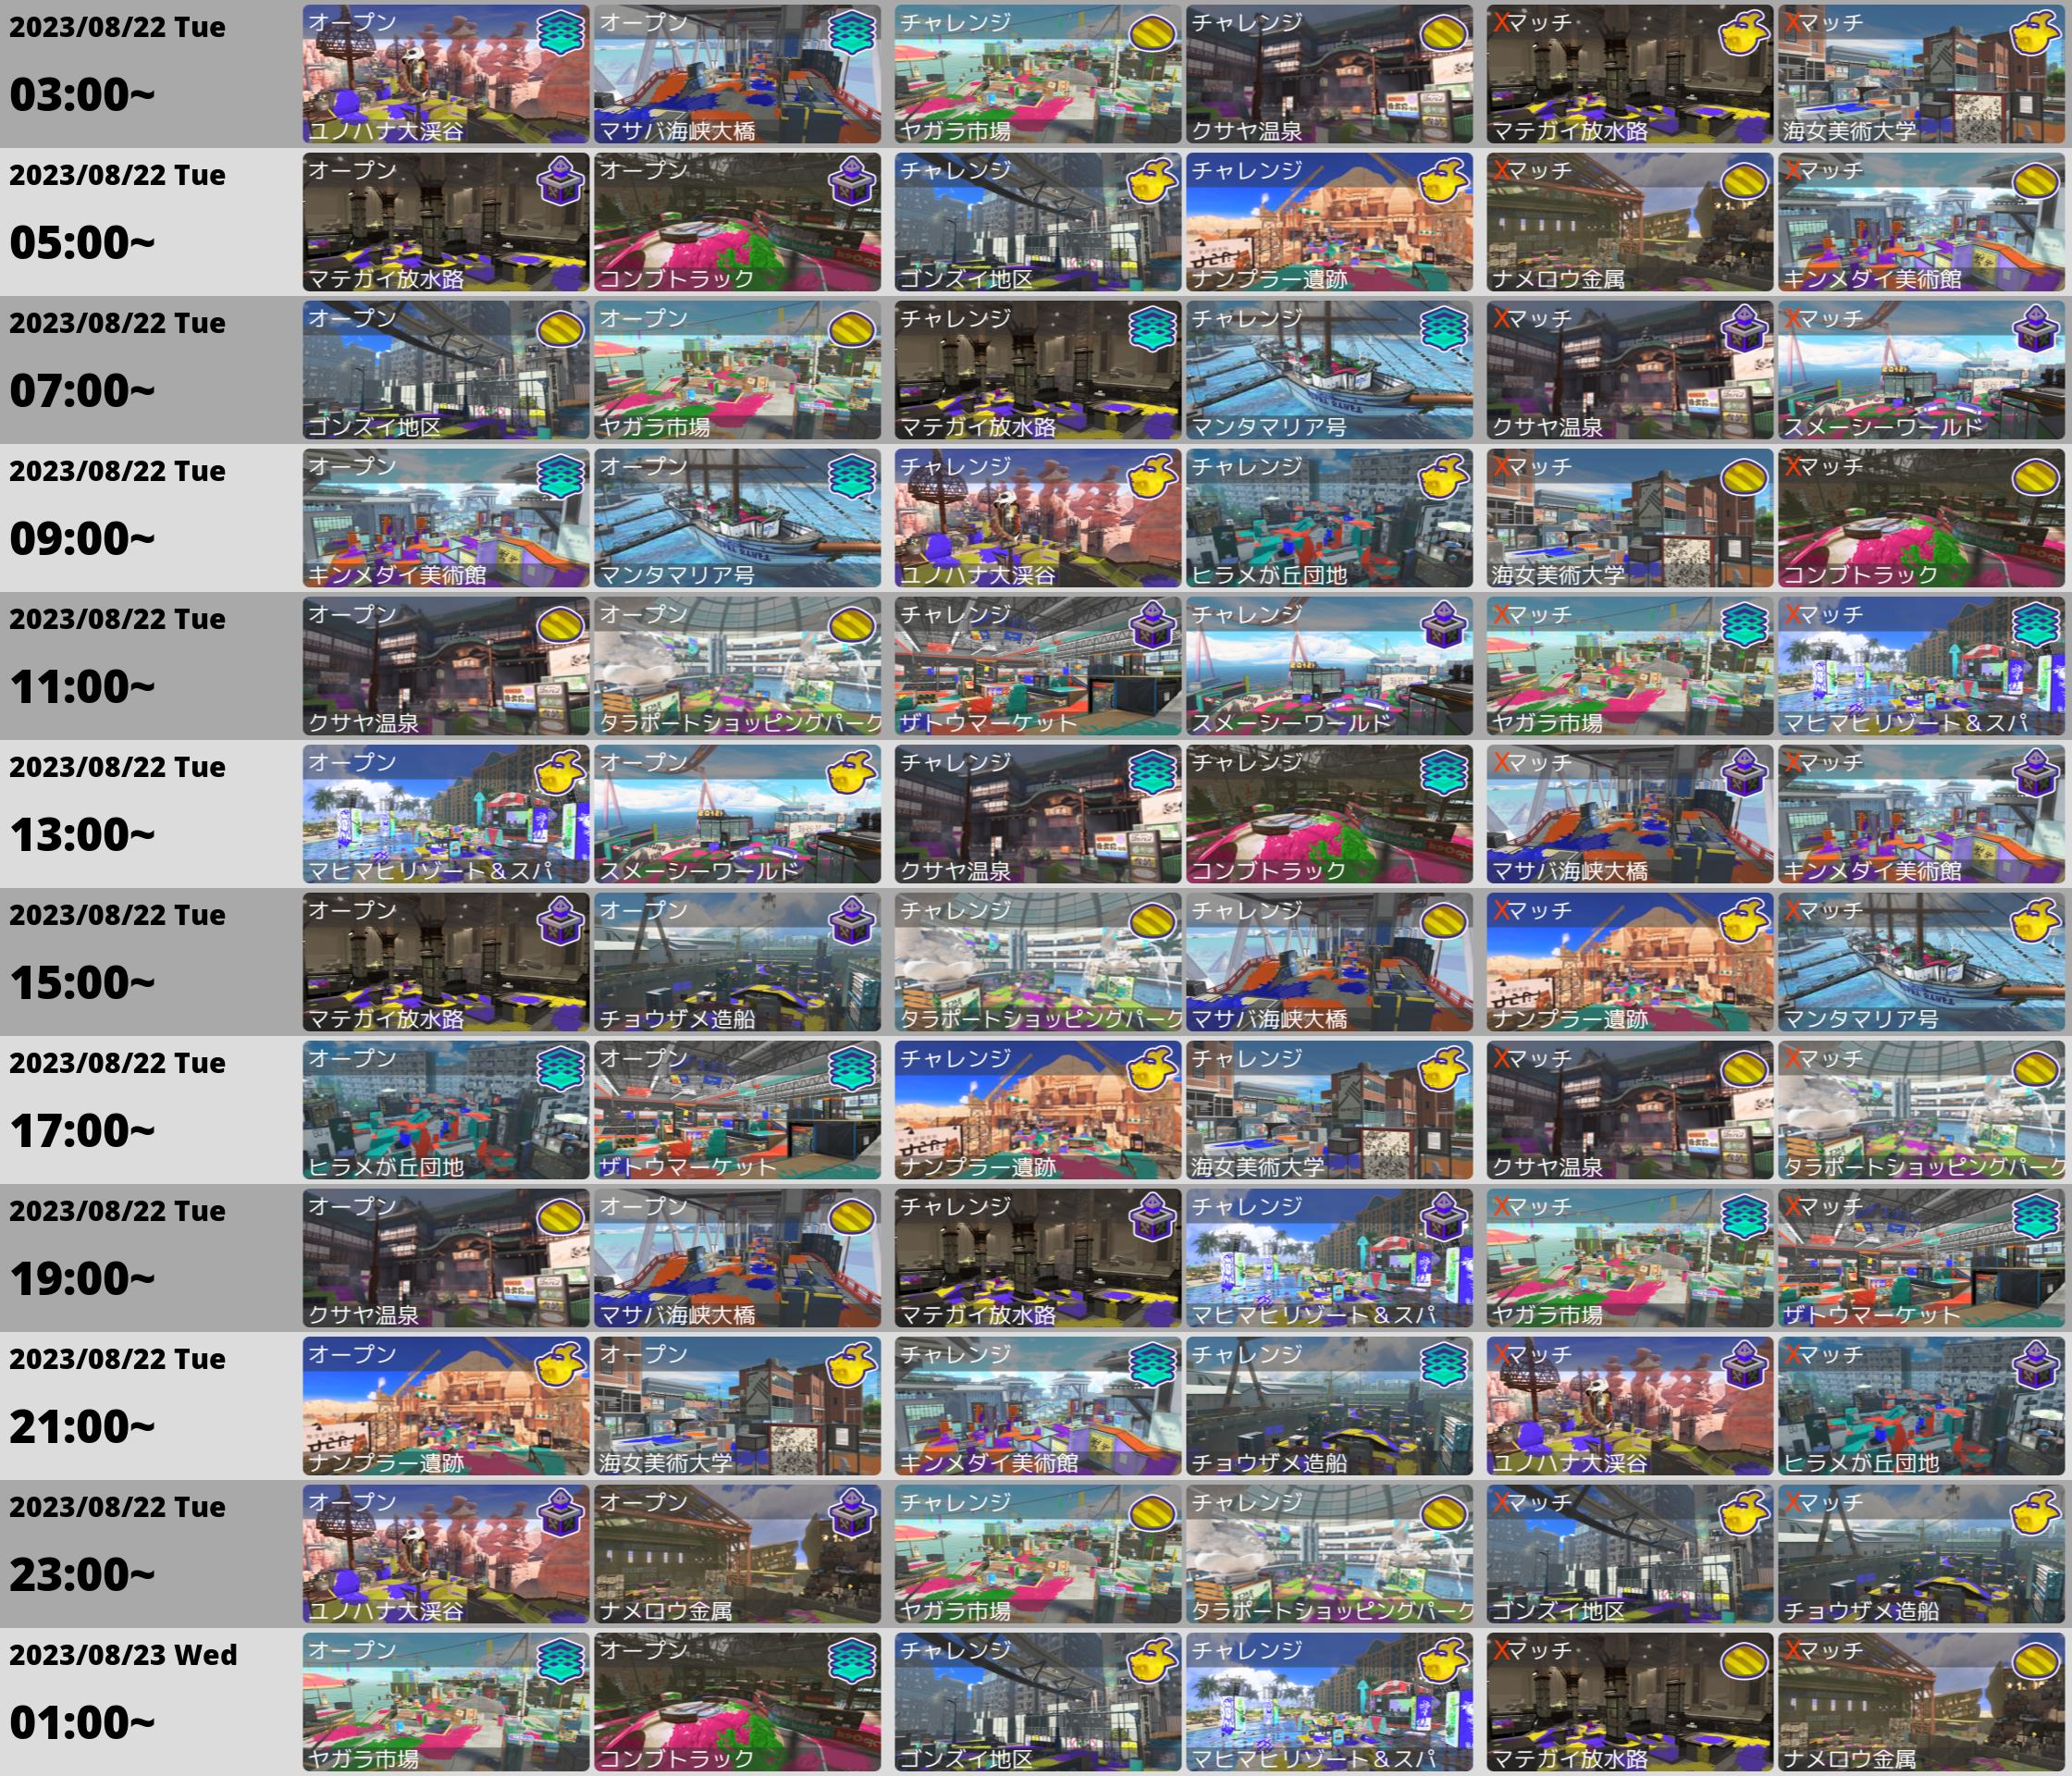 2023/08/22 Tue
03:00~
オープン
ユノハナ大渓谷
オープン
マサバ海峡大橋
チャレンジ
ヤガラ市場
チャレンジ
クサヤ温泉
Xマッチ
マテガイ放水路
Xマッチ
海女美術大学
2023/08/22 Tue
05:00~
オープン
マテガイ放水路
オープン
コンブトラック
チャレンジ
ゴンズイ地区
チャレンジ
ナンプラー遺跡
Xマッチ
ナメロウ金属
Xマッチ
キンメダイ美術館
2023/08/22 Tue
07:00~
オープン
ゴンズイ地区
オープン
ヤガラ市場
チャレンジ
マテガイ放水路
チャレンジ
マンタマリア号
Xマッチ
クサヤ温泉
Xマッチ
スメーシーワールド
2023/08/22 Tue
09:00~
オープン
キンメダイ美術館
オープン
マンタマリア号
チャレンジ
ユノハナ大渓谷
チャレンジ
ヒラメが丘団地
Xマッチ
海女美術大学
Xマッチ
コンブトラック
2023/08/22 Tue
11:00~
オープン
クサヤ温泉
オープン
タラポートショッピングパーク
チャレンジ
ザトウマーケット
チャレンジ
スメーシーワールド
Xマッチ
ヤガラ市場
Xマッチ
マヒマヒリゾート&スパ
2023/08/22 Tue
13:00~
オープン
マヒマヒリゾート&スパ
オープン
スメーシーワールド
チャレンジ
クサヤ温泉
チャレンジ
コンブトラック
Xマッチ
マサバ海峡大橋
Xマッチ
キンメダイ美術館
2023/08/22 Tue
15:00~
オープン
マテガイ放水路
オープン
チョウザメ造船
チャレンジ
タラポートショッピングパーク
チャレンジ
マサバ海峡大橋
Xマッチ
ナンプラー遺跡
Xマッチ
マンタマリア号
2023/08/22 Tue
17:00~
オープン
ヒラメが丘団地
オープン
ザトウマーケット
チャレンジ
ナンプラー遺跡
チャレンジ
海女美術大学
Xマッチ
クサヤ温泉
Xマッチ
タラポートショッピングパーク
2023/08/22 Tue
19:00~
オープン
クサヤ温泉
オープン
マサバ海峡大橋
チャレンジ
マテガイ放水路
チャレンジ
マヒマヒリゾート&スパ
Xマッチ
ヤガラ市場
Xマッチ
ザトウマーケット
2023/08/22 Tue
21:00~
オープン
ナンプラー遺跡
オープン
海女美術大学
チャレンジ
キンメダイ美術館
チャレンジ
チョウザメ造船
Xマッチ
ユノハナ大渓谷
Xマッチ
ヒラメが丘団地
2023/08/22 Tue
23:00~
オープン
ユノハナ大渓谷
オープン
ナメロウ金属
チャレンジ
ヤガラ市場
チャレンジ
タラポートショッピングパーク
Xマッチ
ゴンズイ地区
Xマッチ
チョウザメ造船
2023/08/23 Wed
01:00~
オープン
ヤガラ市場
オープン
コンブトラック
チャレンジ
ゴンズイ地区
チャレンジ
マヒマヒリゾート&スパ
Xマッチ
マテガイ放水路
Xマッチ
ナメロウ金属